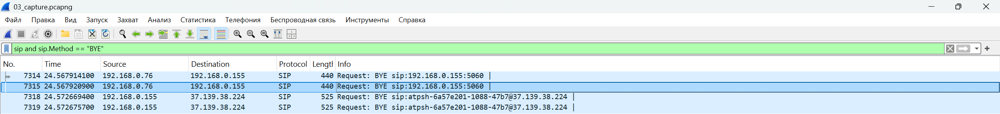 03_capture.pcapng
Файл Правка Вид Запуск Захват Анализ Статистика Телефония Беспроводная связь Инструменты Справка
sip and sip.Method == "BYE"
No. Time Source Destination Protocol Lengtl Info
7314 24.567914100 192.168.0.76 192.168.0.155 SIP 440 Request: BYE sip:192.168.0.155:5060 |
7315 24.567920900 192.168.0.76 192.168.0.155 SIP 440 Request: BYE sip:192.168.0.155:5060 |
7318 24.572669400 192.168.0.155 37.139.38.224 SIP 525 Request: BYE sip:atpsh-6a57e201-1088-47b7@37.139.38.224 |
7319 24.572675700 192.168.0.155 37.139.38.224 SIP 525 Request: BYE sip:atpsh-6a57e201-1088-47b7@37.139.38.224 |